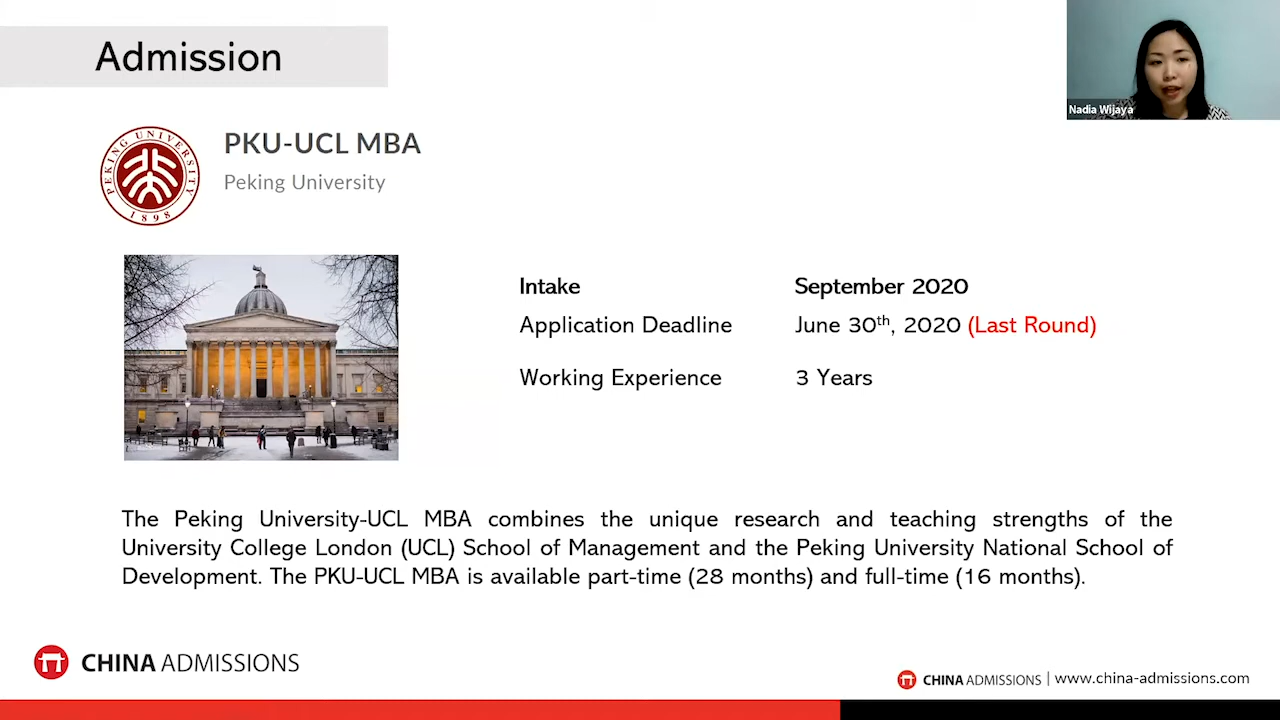 Admission
Nadia Wijaya
PEKING UNIVERSITY
1898
PKU-UCL MBA
Peking University
Intake September 2020
Application Deadline June 30th, 2020 (Last Round)
Working Experience 3 Years
The Peking University-UCL MBA combines the unique research and teaching strengths of the
University College London (UCL) School of Management and the Peking University National School of
Development. The PKU-UCL MBA is available part-time (28 months) and full-time (16 months).
CHINA ADMISSIONS
CHINA ADMISSIONS | www.china-admissions.com